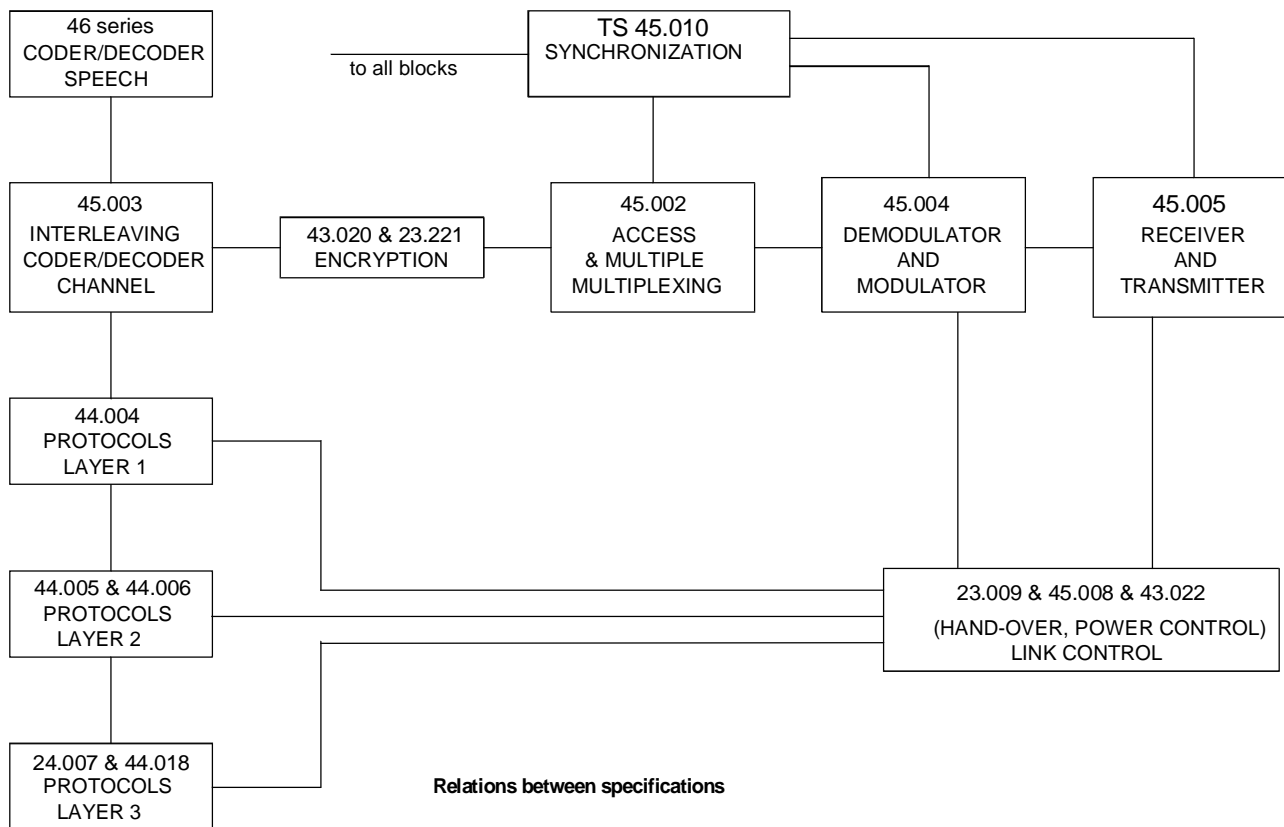 46 series
CODER/DECODER
SPEECH
to all blocks
TS 45.010
SYNCHRONIZATION
45.003
INTERLEAVING
CODER/DECODER
CHANNEL
43.020 & 23.221
ENCRYPTION
45.002
ACCESS
& MULTIPLE
MULTIPLEXING
45.004
DEMODULATOR
AND
MODULATOR
45.005
RECEIVER
AND
TRANSMITTER
44.004
PROTOCOLS
LAYER 1
44.005 & 44.006
PROTOCOLS
LAYER 2
23.009 & 45.008 & 43.022
(HAND-OVER, POWER CONTROL)
LINK CONTROL
24.007 & 44.018
PROTOCOLS
LAYER 3
Relations between specifications